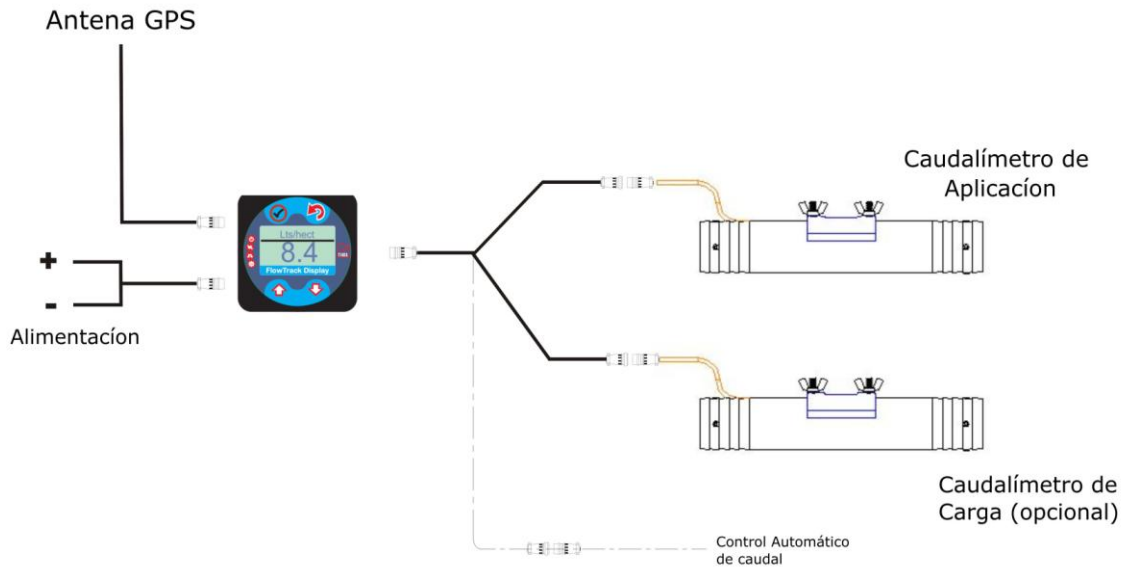 Antena GPS
Caudalímetro de
Aplicacíon
Lts/hect
8.4
FlowTrack Display
+
-
Alimentacíon
Caudalímetro de
Carga (opcional)
Control Automático
de caudal